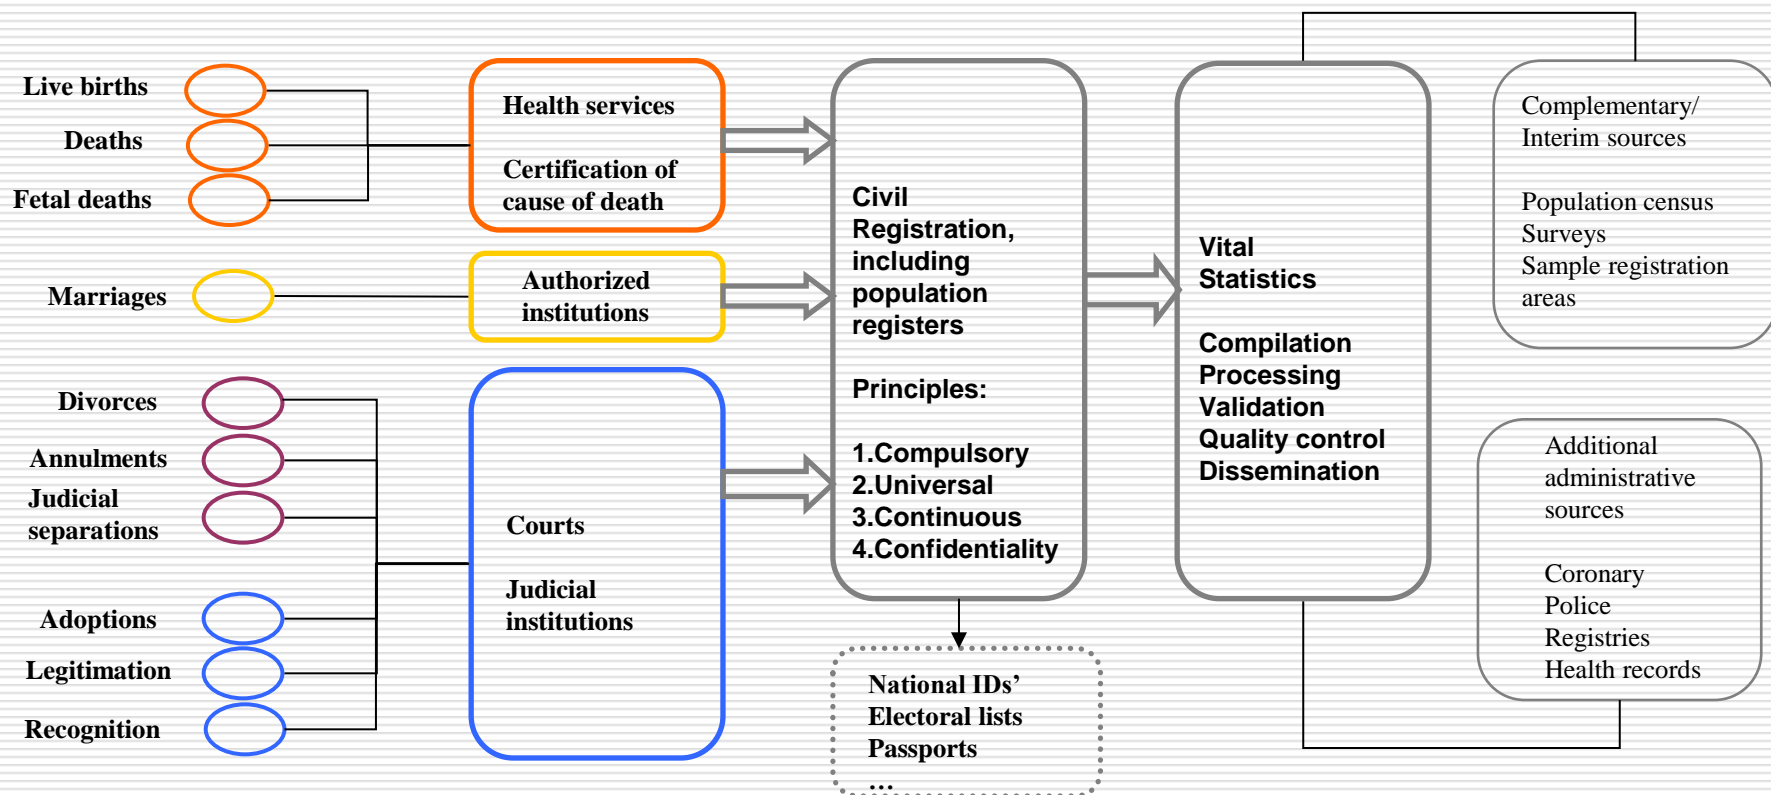 Live births
Deaths
Fetal deaths
Marriages
Divorces
Annulments
Judicial
separations
Adoptions
Legitimation
Recognition
Health services
Certification of
cause of death
Authorized
institutions
Courts
Judicial
institutions
Civil
Registration,
including
population
registers
Principles:
1.Compulsory
2.Universal
3.Continuous
4.Confidentiality
National IDs’
Electoral lists
Passports
…
Vital
Statistics
Compilation
Processing
Validation
Quality control
Dissemination
Complementary/
Interim sources
Population census
Surveys
Sample registration
areas
Additional
administrative
sources
Coronary
Police
Registries
Health records